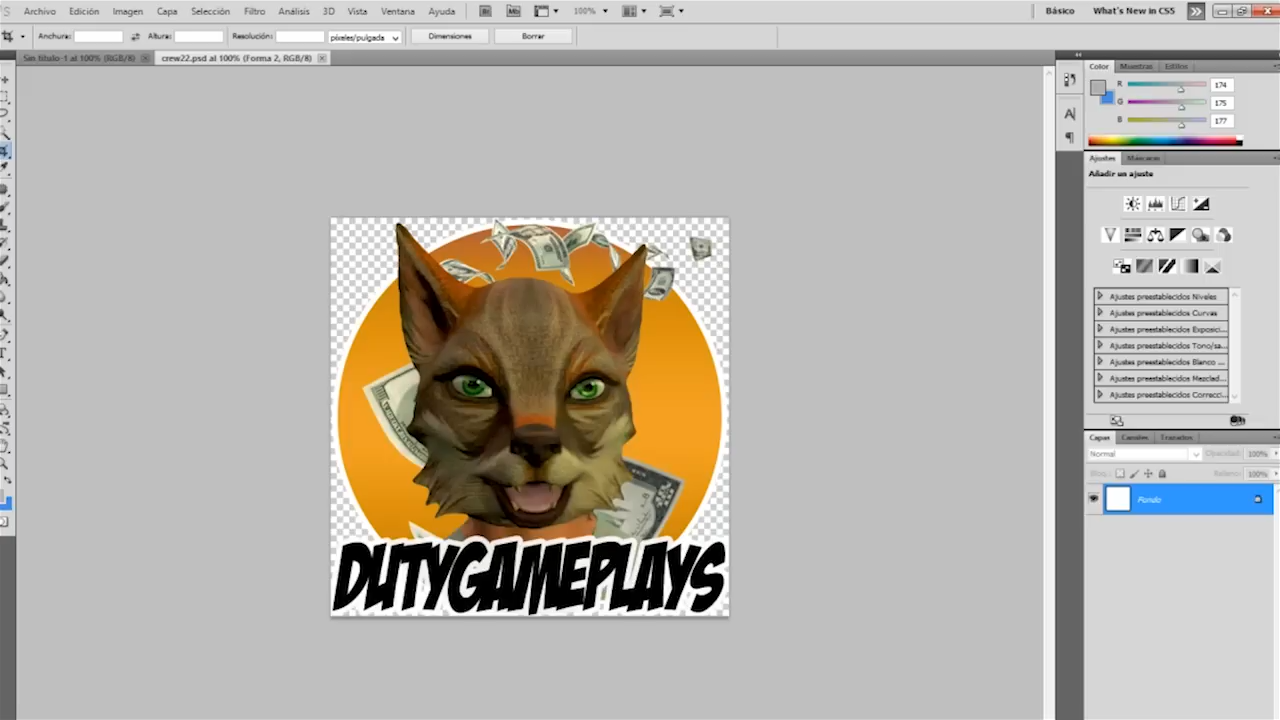 Archivo Edición Imagen Capa Selección Filtro Análisis 3D Vista Ventana Ayuda Br Mb 100% Básico What's New in CS5
Anchura: Altura: Resolución: píxeles/pulgada Dimensiones Borrar
Sin título-1 al 100% (RGB/8) crew22.psd al 100% (Forma 2, RGB/8)
Color Muestras Estilos
R 174
G 175
B 177
Ajustes Máscaras
Añadir un ajuste
Ajustes preestablecidos Niveles
Ajustes preestablecidos Curvas
Ajustes preestablecidos Exposici...
Ajustes preestablecidos Tono/sa...
Ajustes preestablecidos Blanco ...
Ajustes preestablecidos Mezclad...
Ajustes preestablecidos Correcci...
Capas Canales Trazados
Normal Opacidad: 100%
Bloq.: Relleno: 100%
Fondo
DUTYGAMEPLAYS